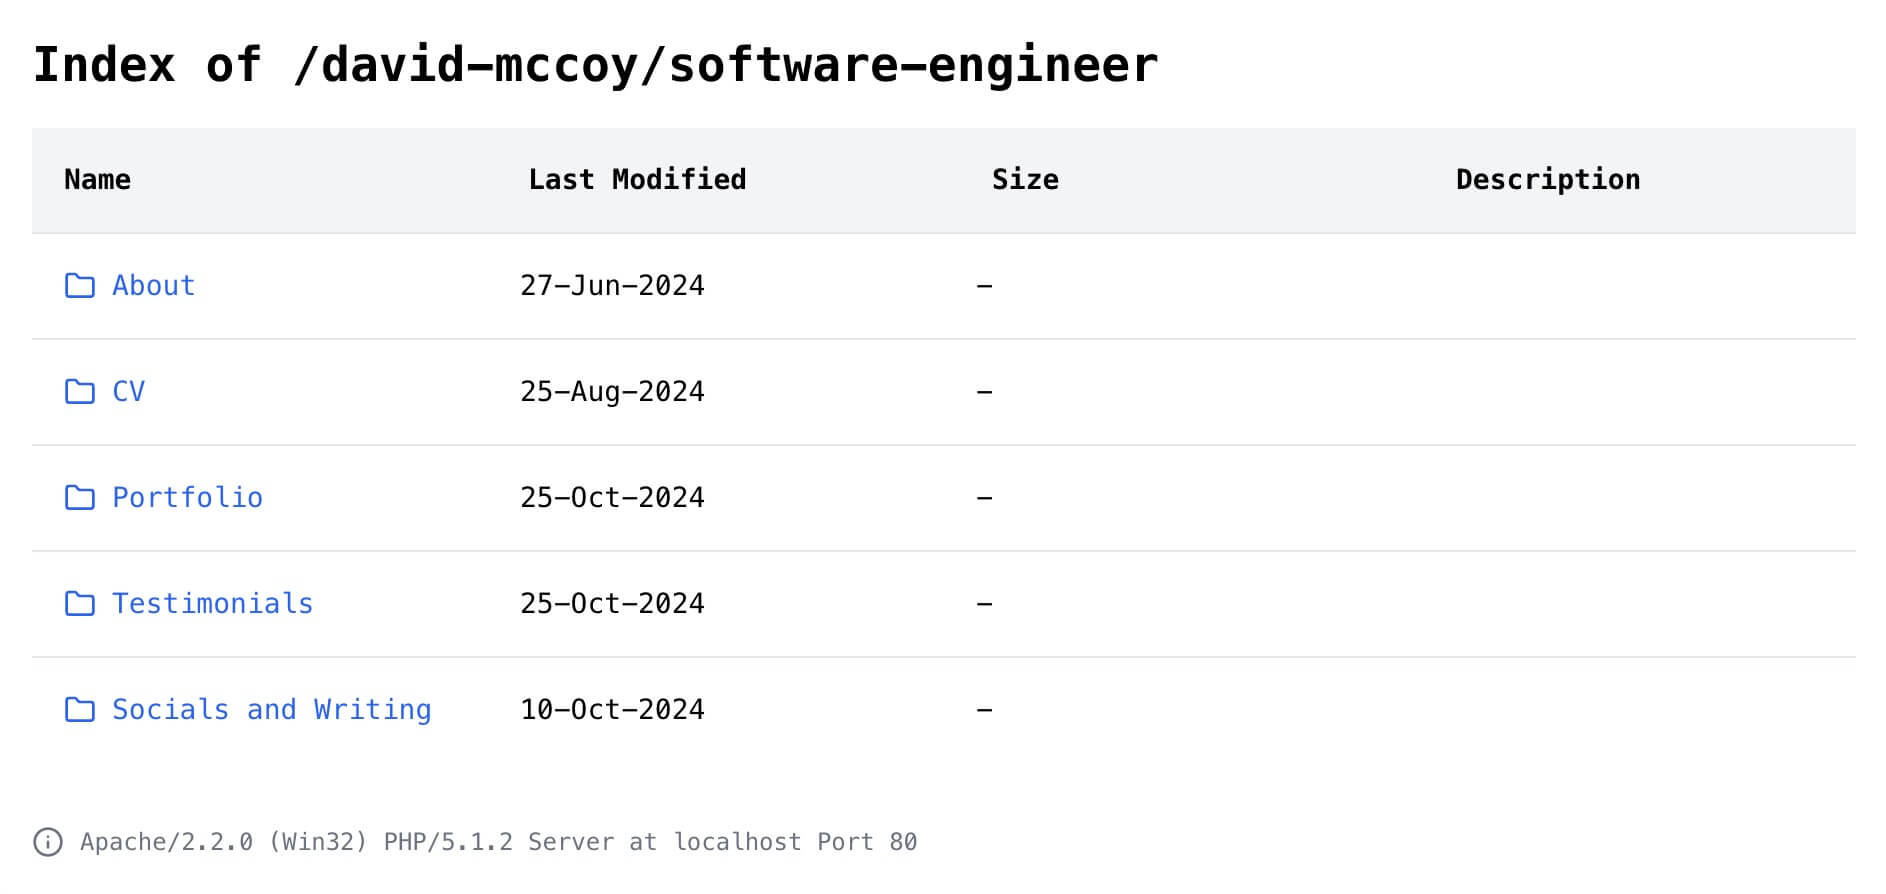 Index of /david-mccoy/software-engineer
Name Last Modified Size Description
About 27-Jun-2024 -
CV 25-Aug-2024 -
Portfolio 25-Oct-2024 -
Testimonials 25-Oct-2024 -
Socials and Writing 10-Oct-2024 -
Apache/2.2.0 (Win32) PHP/5.1.2 Server at localhost Port 80